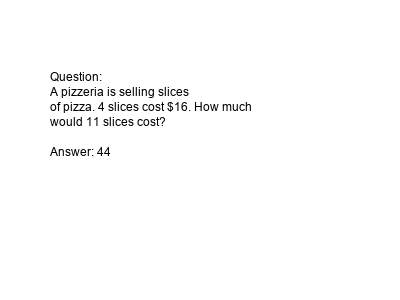 Question:
A pizzeria is selling slices
of pizza. 4 slices cost $16. How much
would 11 slices cost?
Answer: 44